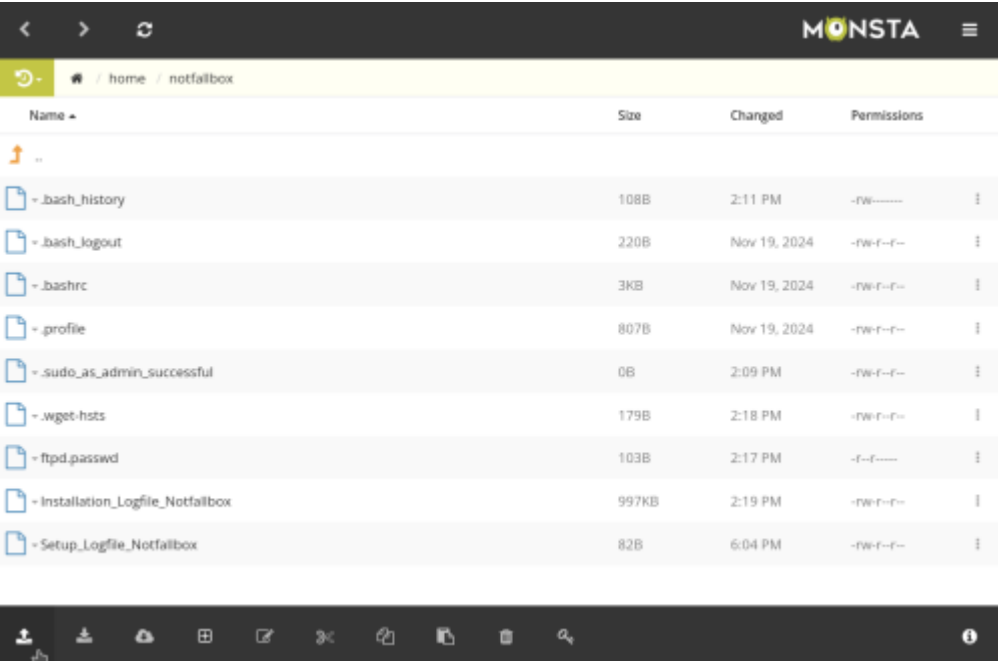 MONSTA
/ home / notfallbox
Name Size Changed Permissions
..
.bash_history 108B 2:11 PM -rw-------
.bash_logout 220B Nov 19, 2024 -rw-r--r--
.bashrc 3KB Nov 19, 2024 -rw-r--r--
.profile 807B Nov 19, 2024 -rw-r--r--
.sudo_as_admin_successful 0B 2:09 PM -rw-r--r--
.wget-hsts 179B 2:18 PM -rw-r--r--
ftpd.passwd 103B 2:17 PM -r--r-----
Installation_Logfile_Notfallbox 997KB 2:19 PM -rw-r--r--
Setup_Logfile_Notfallbox 82B 6:04 PM -rw-r--r--